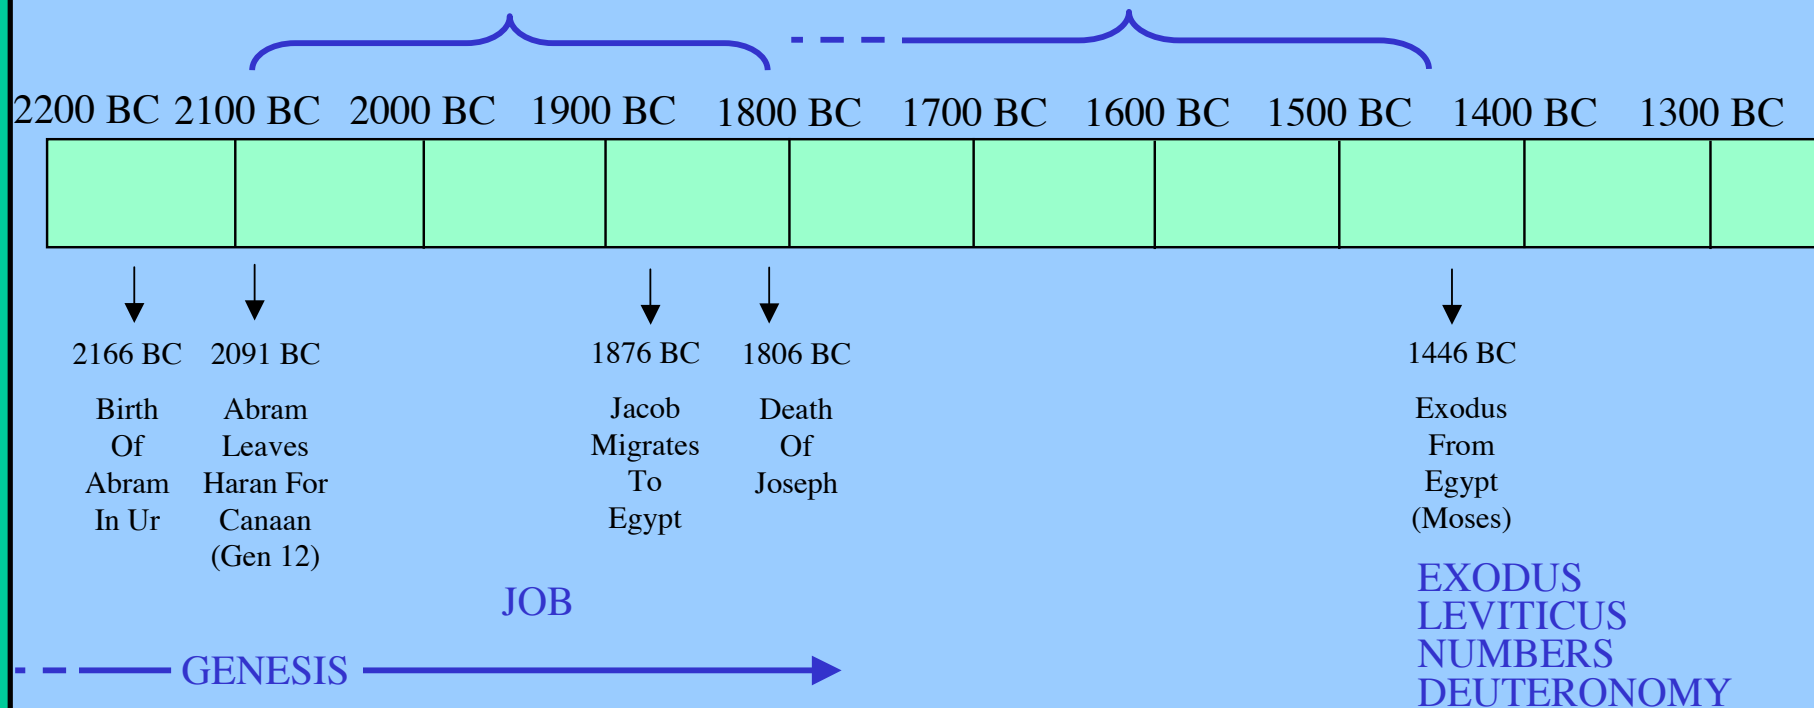 2200 BC 2100 BC 2000 BC 1900 BC 1800 BC 1700 BC 1600 BC 1500 BC 1400 BC 1300 BC
2166 BC
Birth
Of
Abram
In Ur
2091 BC
Abram
Leaves
Haran For
Canaan
(Gen 12)
1876 BC
Jacob
Migrates
To
Egypt
1806 BC
Death
Of
Joseph
1446 BC
Exodus
From
Egypt
(Moses)
JOB
GENESIS
EXODUS
LEVITICUS
NUMBERS
DEUTERONOMY